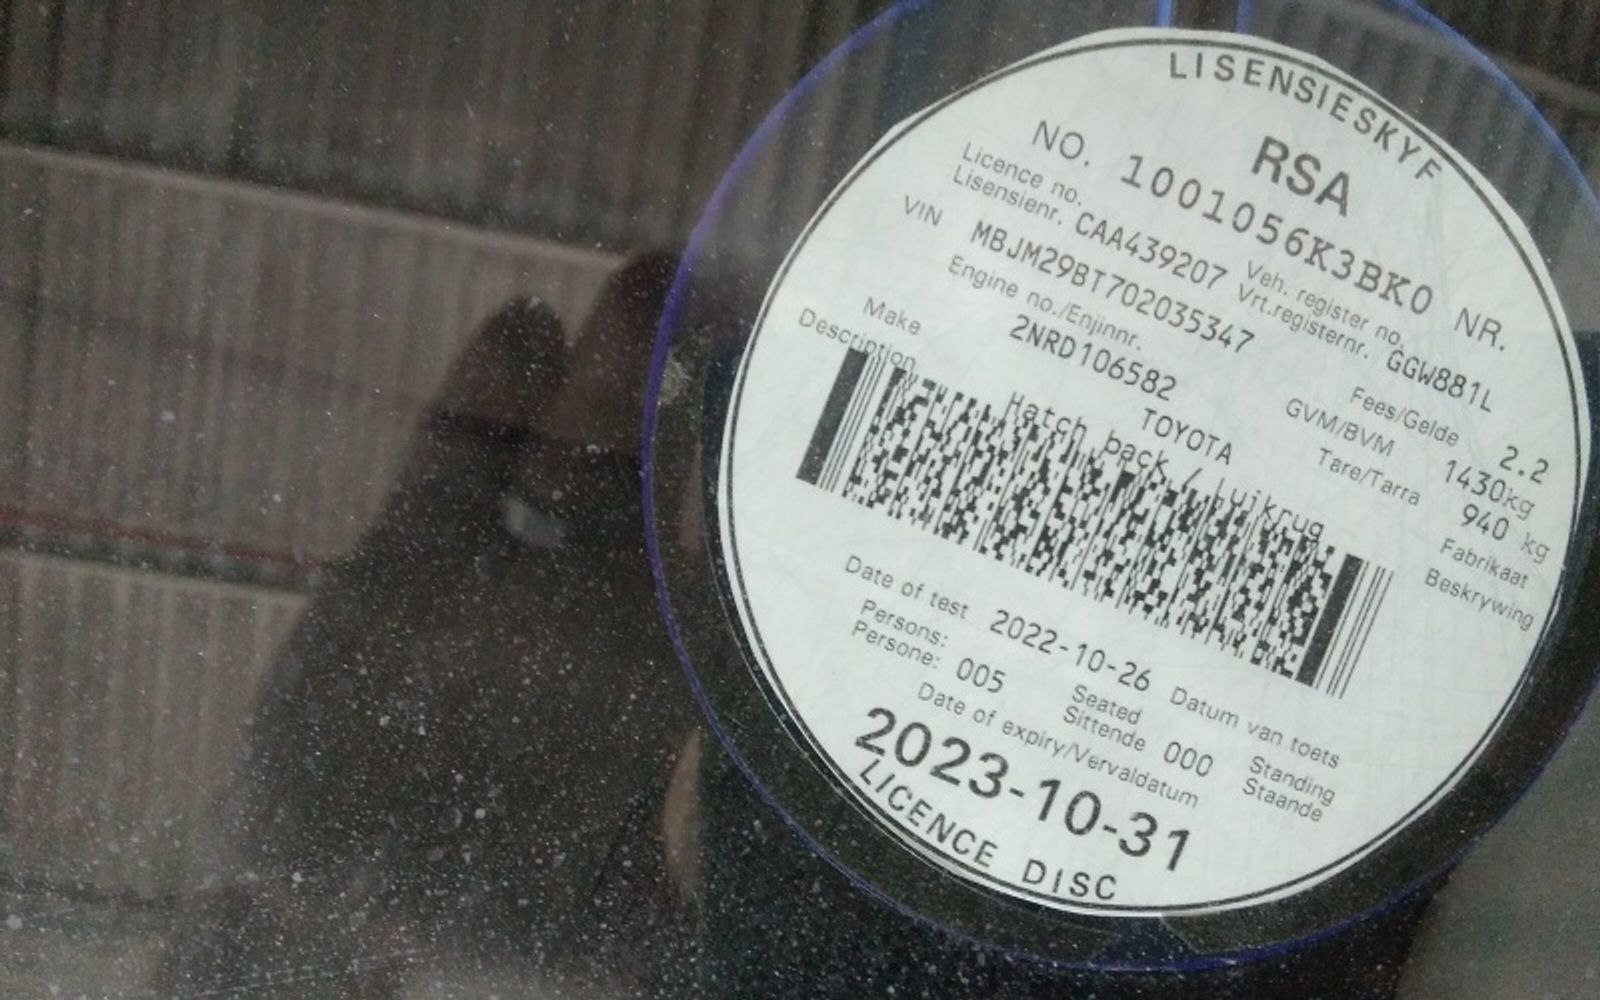 LISENSIESKYF
RSA
NO. 1001056K3BK0 NR.
Licence no. Veh. register no.
Lisensienr. CAA439207 Vrt.registernr. GGW881L
VIN MBJM29BT702035347 Fees/Gelde 2.2
Engine no./Enjinnr. GVM/BVM 1430kg
2NRD106582 Tare/Tarra 940 kg
Make TOYOTA Fabrikaat
Description Hatch back / Luikrug Beskrywing
Date of test 2022-10-26 Datum van toets
Persons: Seated Standing
Persone: 005 Sittende 000 Staande
Date of expiry/Vervaldatum
2023-10-31
LICENCE DISC